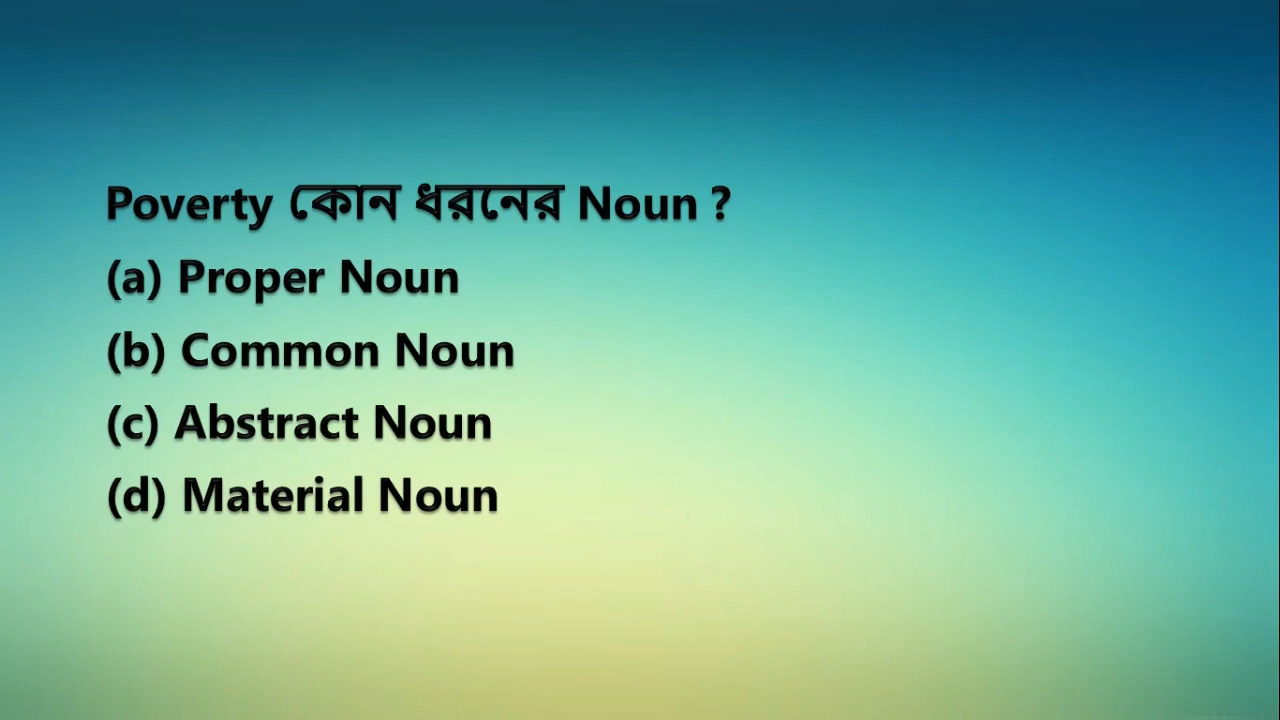 Poverty কোন ধরনের Noun ?
(a) Proper Noun
(b) Common Noun
(c) Abstract Noun
(d) Material Noun